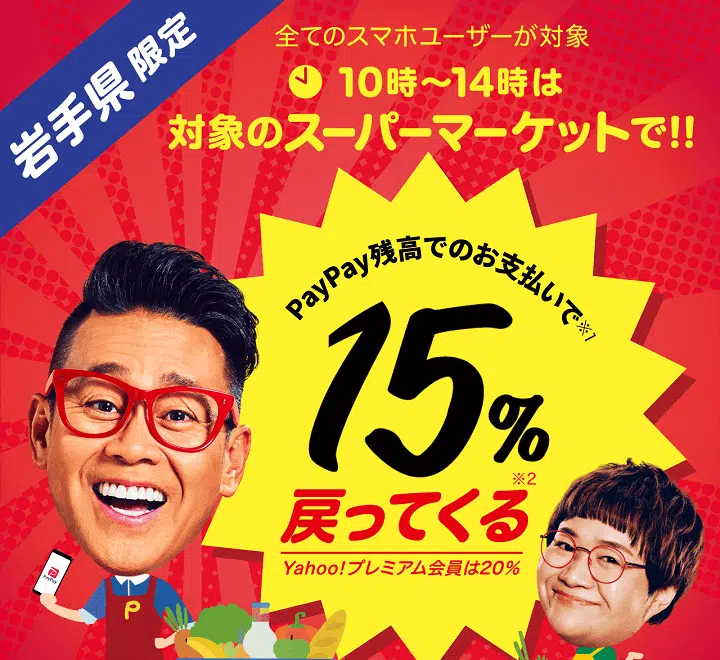 岩手県 限定
全てのスマホユーザーが対象
10時〜14時は
対象のスーパーマーケットで!!
PayPay残高でのお支払いで※1
15%
※2
戻ってくる
Yahoo!プレミアム会員は20%
PayPay
P